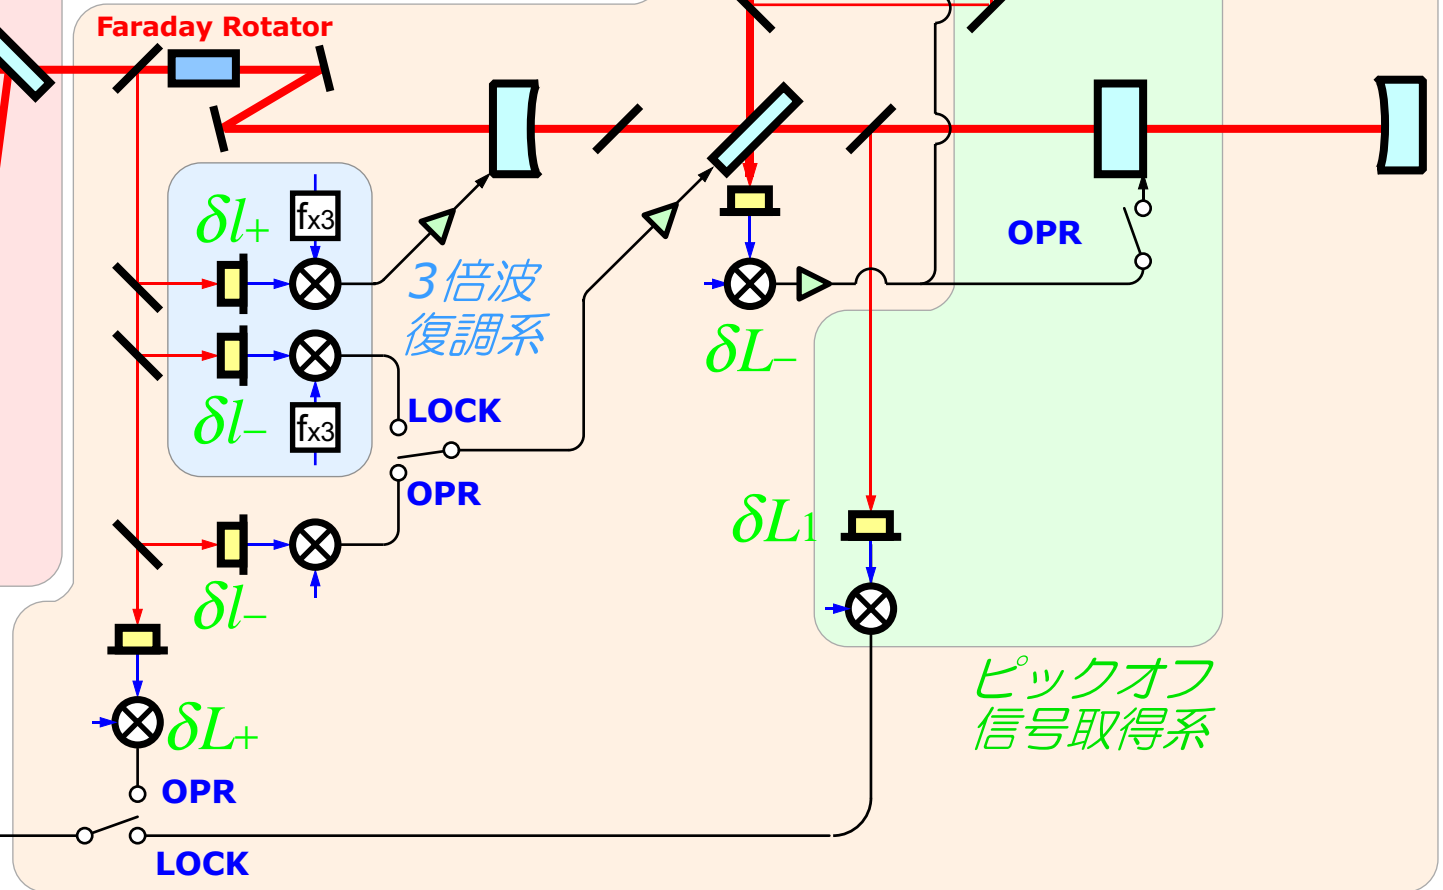 Faraday Rotator
δl+
fx3
3倍波
復調系
OPR
δL−
δl−
fx3
LOCK
OPR
δL1
δl−
ピックオフ
信号取得系
δL+
OPR
LOCK